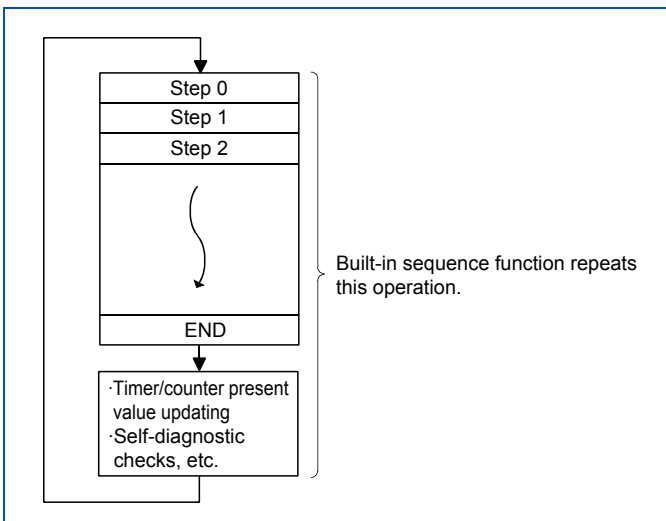 Step 0
Step 1
Step 2
END
Built-in sequence function repeats
this operation.
·Timer/counter present
value updating
·Self-diagnostic
checks, etc.